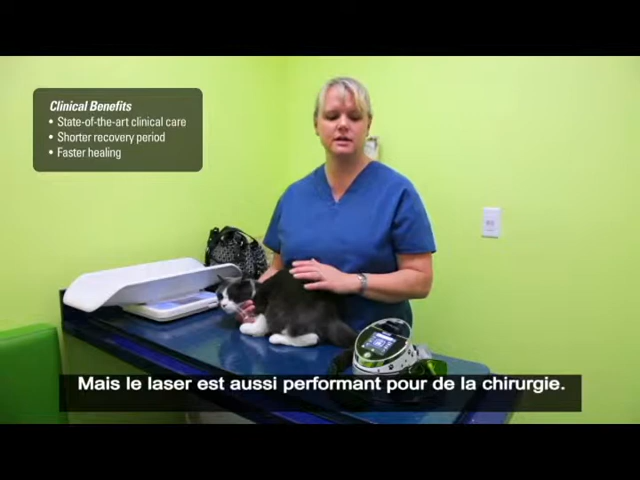 Clinical Benefits
• State-of-the-art clinical care
• Shorter recovery period
• Faster healing
Mais le laser est aussi performant pour de la chirurgie.